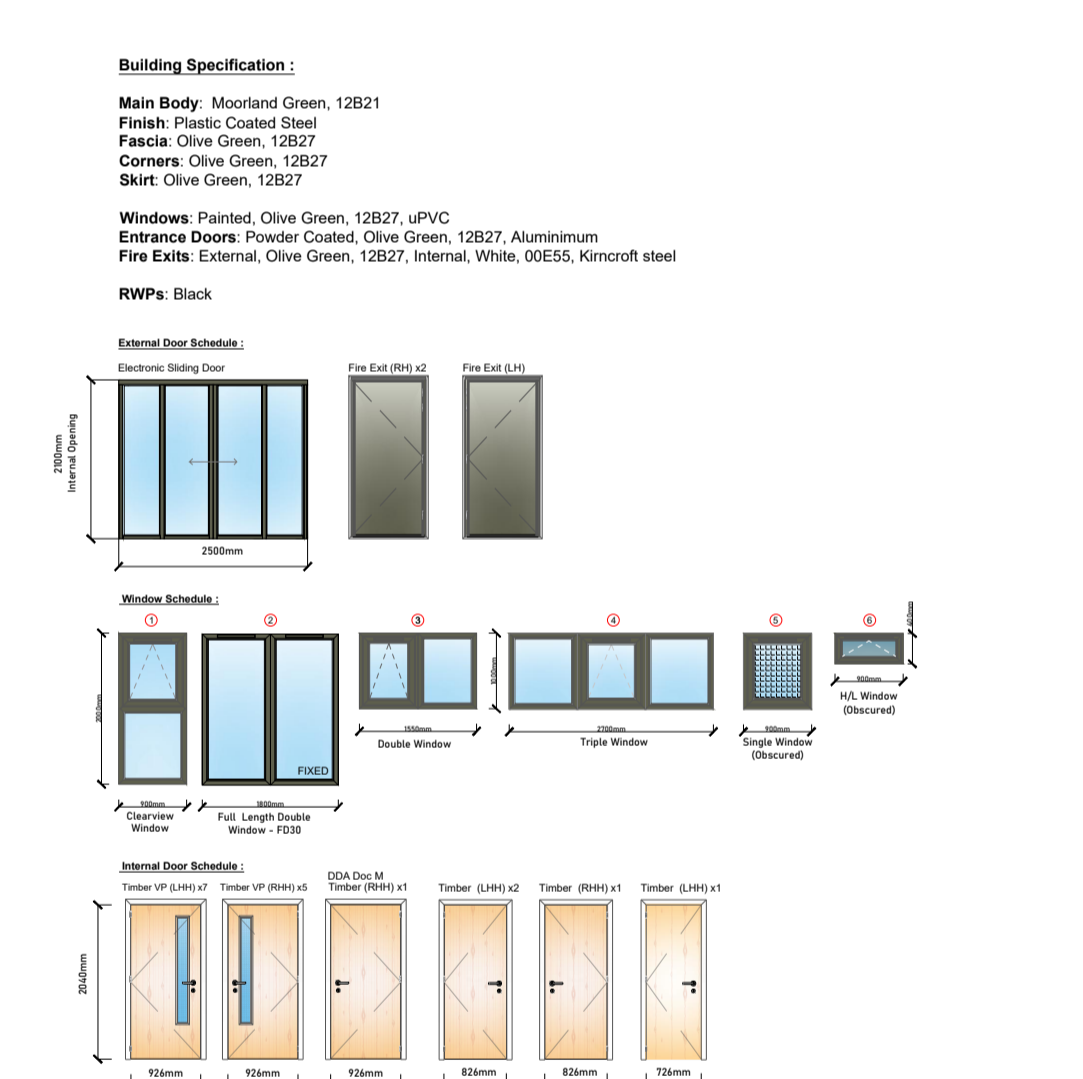 Building Specification :
Main Body:  Moorland Green, 12B21
Finish: Plastic Coated Steel
Fascia: Olive Green, 12B27
Corners: Olive Green, 12B27
Skirt: Olive Green, 12B27
Windows: Painted, Olive Green, 12B27, uPVC
Entrance Doors: Powder Coated, Olive Green, 12B27, Aluminimum
Fire Exits: External, Olive Green, 12B27, Internal, White, 00E55, Kirncroft steel
RWPs: Black
External Door Schedule :
Electronic Sliding Door
Fire Exit (RH) x2
Fire Exit (LH)
2100mm
Internal Opening
2500mm
Window Schedule :
1
2
3
4
5
6
FIXED
900mm
Clearview
Window
1800mm
Full  Length Double
Window - FD30
1550mm
Double Window
2700mm
Triple Window
900mm
Single Window
(Obscured)
900mm
H/L Window
(Obscured)
Internal Door Schedule :
Timber VP (LHH) x7
Timber VP (RHH) x5
DDA Doc M
Timber (RHH) x1
Timber  (LHH) x2
Timber  (RHH) x1
Timber  (LHH) x1
2040mm
926mm
926mm
926mm
826mm
826mm
726mm